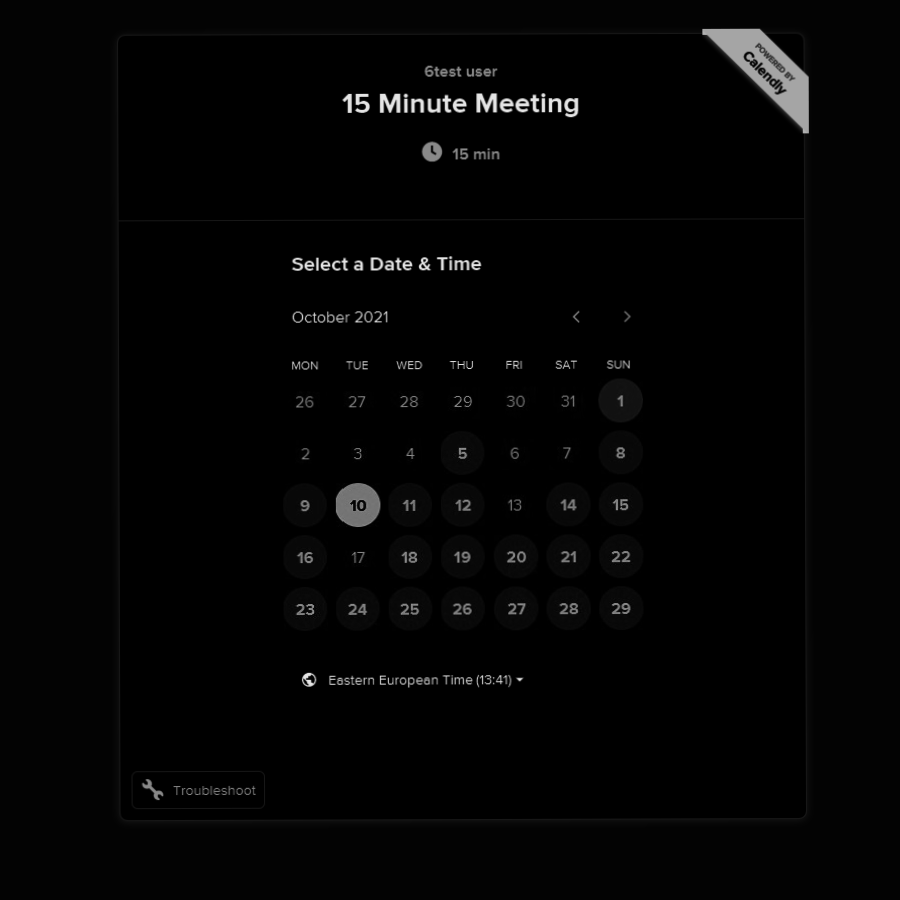 POWERED BY
Calendly
6test user
15 Minute Meeting
15 min
Select a Date & Time
October 2021
MON TUE WED THU FRI SAT SUN
26 27 28 29 30 31 1
2 3 4 5 6 7 8
9 10 11 12 13 14 15
16 17 18 19 20 21 22
23 24 25 26 27 28 29
Eastern European Time (13:41)
Troubleshoot